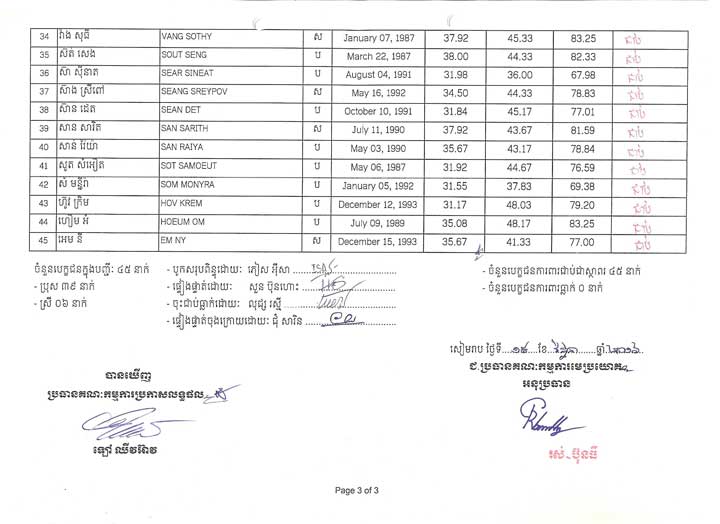 34 វ៉ាង សុធី VANG SOTHY ស January 07, 1987 37.92 45.33 83.25 ជាប់
35 ស៊ត់ សេង SOUT SENG ប March 22, 1987 38.00 44.33 82.33 ជាប់
36 ស៊ា ស៊ីនាត SEAR SINEAT ប August 04, 1991 31.98 36.00 67.98 ជាប់
37 ស៊ាង ស្រីពៅ SEANG SREYPOV ស May 16, 1992 34.50 44.33 78.83 ជាប់
38 ស៊ាន ដេត SEAN DET ប October 10, 1991 31.84 45.17 77.01 ជាប់
39 សាន សារិត SAN SARITH ស July 11, 1990 37.92 43.67 81.59 ជាប់
40 សាន់ រ៉ៃយ៉ា SAN RAIYA ប May 03, 1990 35.67 43.17 78.84 ជាប់
41 សុត សំអឿត SOT SAMOEUT ប May 06, 1987 31.92 44.67 76.59 ជាប់
42 សំ មន្នីរ៉ា SOM MONYRA ប January 05, 1992 31.55 37.83 69.38 ជាប់
43 ហ៊ូវ ក្រិម HOV KREM ប December 12, 1993 31.17 48.03 79.20 ជាប់
44 ហឿម អំ HOEUM OM ប July 09, 1989 35.08 48.17 83.25 ជាប់
45 អេម នី EM NY ស December 15, 1993 35.67 41.33 77.00 ជាប់
ចំនួនបេក្ខជនក្នុងបញ្ជី: ៤៥ នាក់ - បូកសរុបពិន្ទុដោយ: ភឿស អ៊ីសា - ចំនួនបេក្ខជនការពារជាប់ជាស្ថាពរ ៤៥ នាក់
- ប្រុស ៣៩ នាក់ - ផ្ទៀងផ្ទាត់ដោយ: សួន ប៊ុនហោះ - ចំនួនបេក្ខជនការពារធ្លាក់ ០ នាក់
- ស្រី ០៦ នាក់ - ចុះជាប់ធ្លាក់ដោយ: លុជ្ស រស្មី
- ផ្ទៀងផ្ទាត់ចុងក្រោយដោយ: ជុំ សារិន
សៀមរាប ថ្ងៃទី ខែ ឆ្នាំ
បានឃើញ ជ.ប្រធានគណៈកម្មការមេប្រយោគ
ប្រធានគណៈកម្មការប្រកាសលទ្ធផល អនុប្រធាន
ឡៅ ឈីវអ៊ាវ រស់ ប៊ុនធី
Page 3 of 3